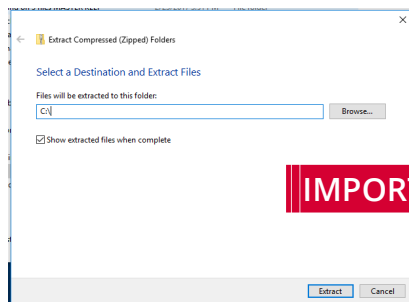 Extract Compressed (Zipped) Folders
Select a Destination and Extract Files
Files will be extracted to this folder:
C:\
Browse...
Show extracted files when complete
IMPORT
Extract
Cancel